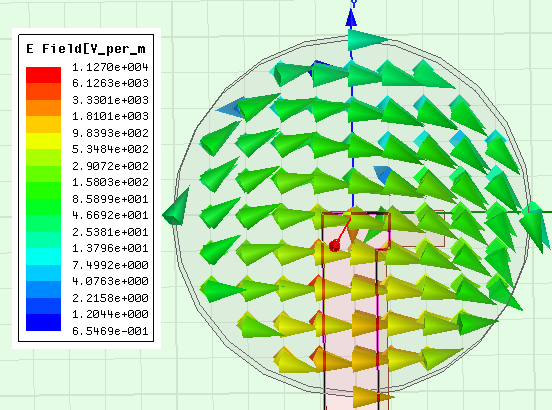 E Field[V_per_m
1.1270e+004
6.1263e+003
3.3301e+003
1.8101e+003
9.8393e+002
5.3484e+002
2.9072e+002
1.5803e+002
8.5899e+001
4.6692e+001
2.5381e+001
1.3796e+001
7.4992e+000
4.0763e+000
2.2158e+000
1.2044e+000
6.5469e-001